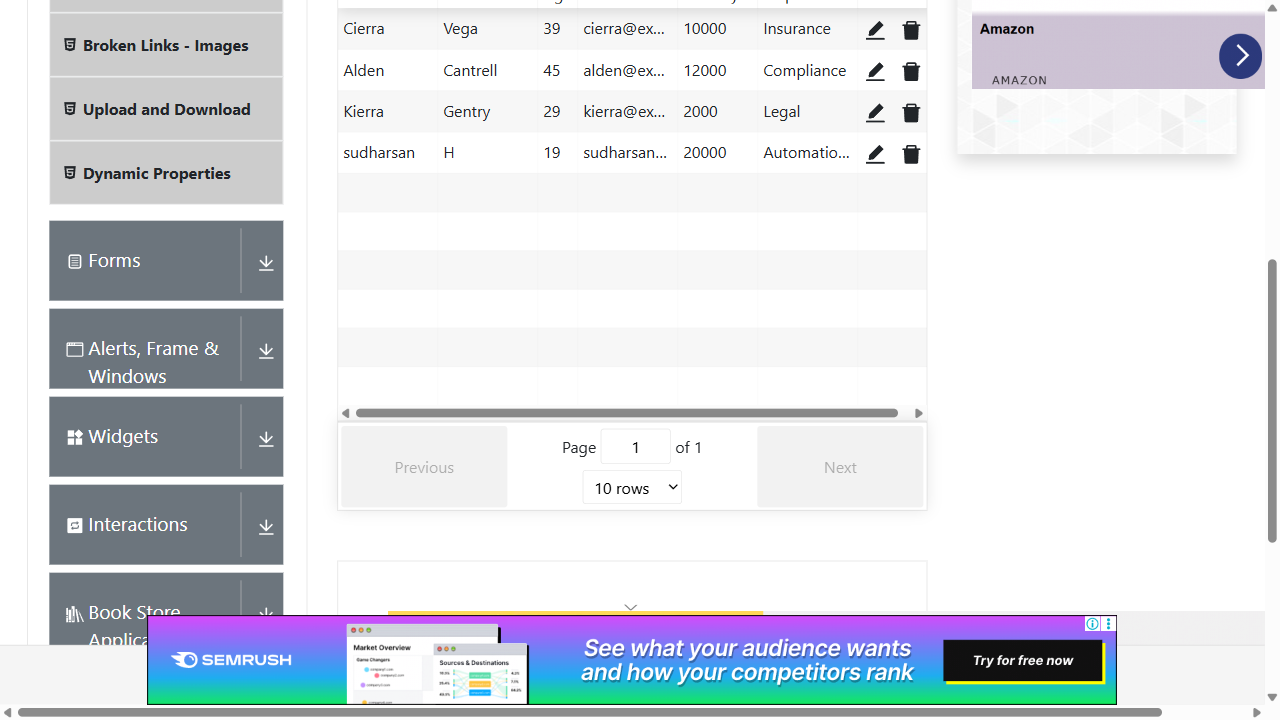 Broken Links - Images
Upload and Download
Dynamic Properties
Forms
Alerts, Frame &
Windows
Widgets
Interactions
Book Store
Cierra Vega 39 cierra@ex... 10000 Insurance
Alden Cantrell 45 alden@ex... 12000 Compliance
Kierra Gentry 29 kierra@ex... 2000 Legal
sudharsan H 19 sudharsan... 20000 Automatio...
Previous
Page 1 of 1
10 rows
Next
Amazon
AMAZON
SEMRUSH
Market Overview
Game Changers
Sources & Destinations
See what your audience wants
and how your competitors rank
Try for free now